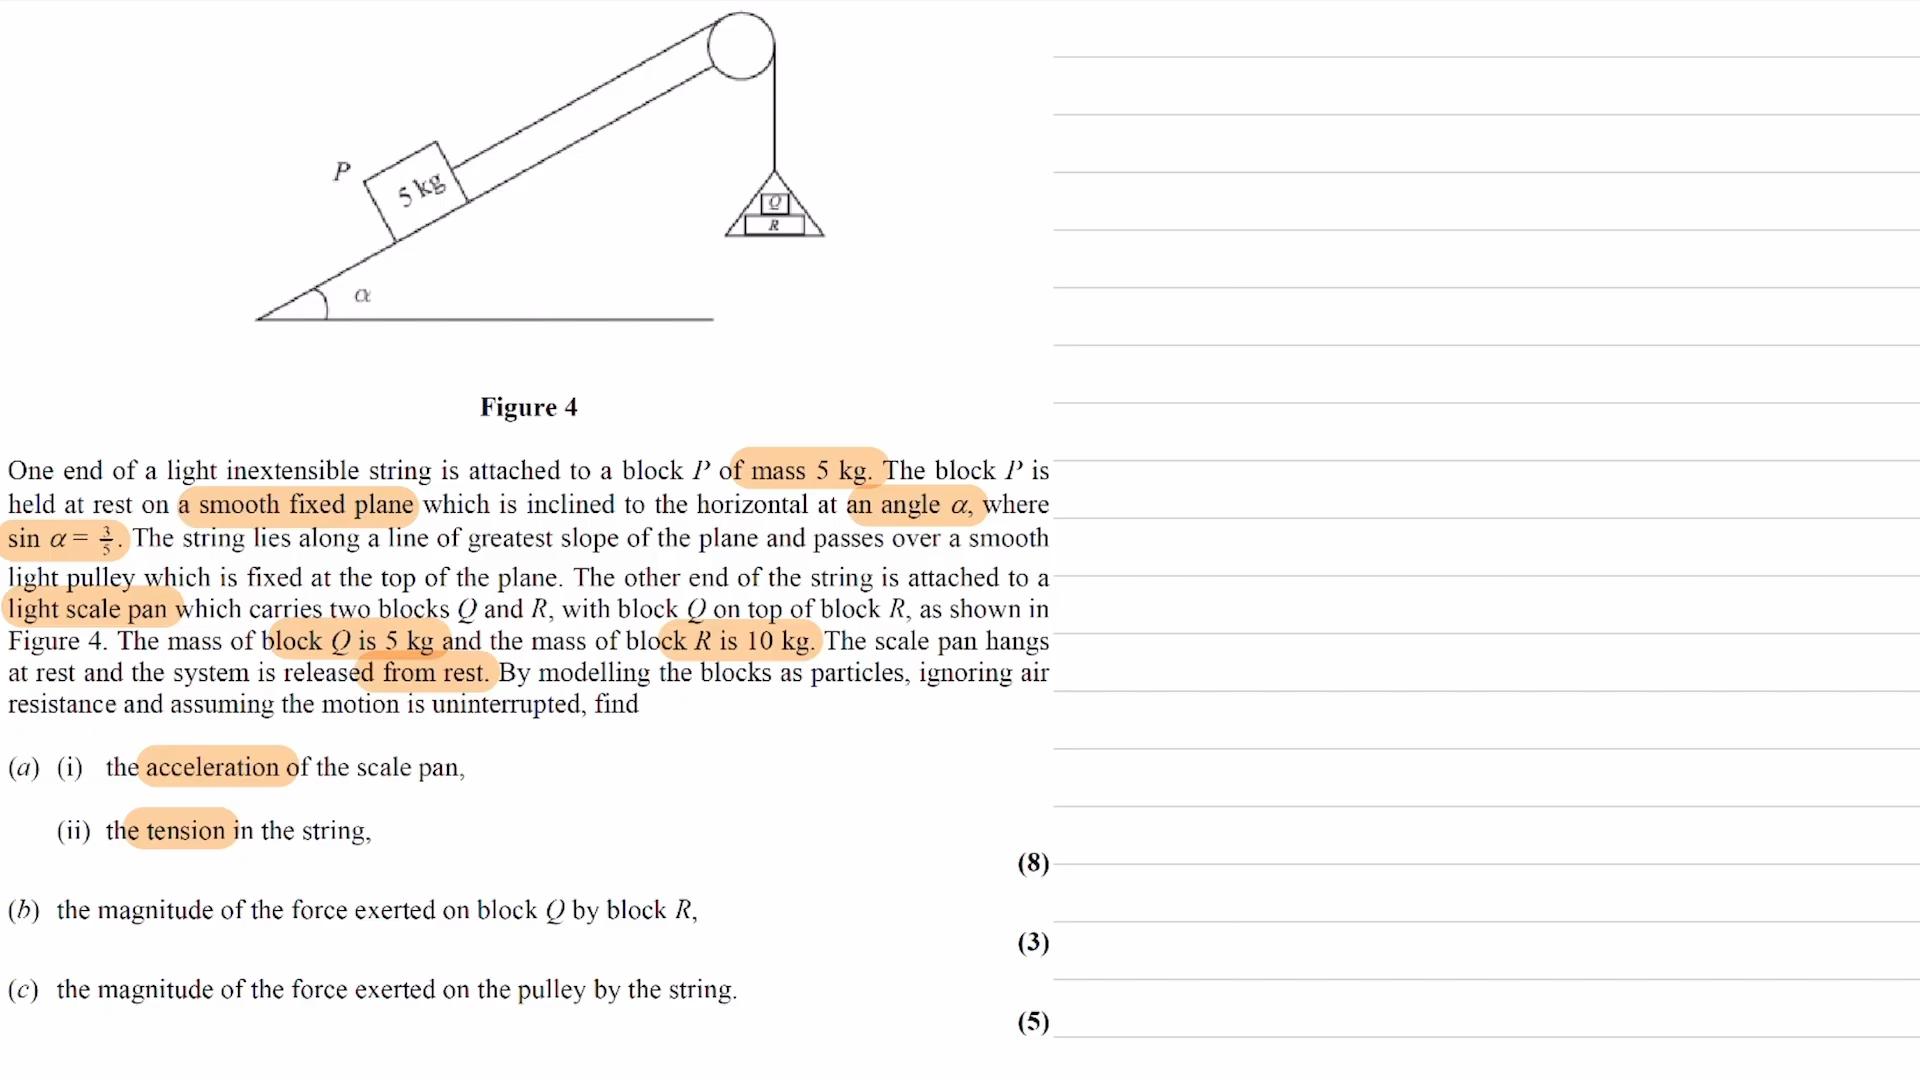 P
5 kg
Q
R
α
Figure 4
One end of a light inextensible string is attached to a block P of mass 5 kg. The block P is
held at rest on a smooth fixed plane which is inclined to the horizontal at an angle α, where
sin α = 3/5. The string lies along a line of greatest slope of the plane and passes over a smooth
light pulley which is fixed at the top of the plane. The other end of the string is attached to a
light scale pan which carries two blocks Q and R, with block Q on top of block R, as shown in
Figure 4. The mass of block Q is 5 kg and the mass of block R is 10 kg. The scale pan hangs
at rest and the system is released from rest. By modelling the blocks as particles, ignoring air
resistance and assuming the motion is uninterrupted, find
(a) (i) the acceleration of the scale pan,
(ii) the tension in the string,
(8)
(b) the magnitude of the force exerted on block Q by block R,
(3)
(c) the magnitude of the force exerted on the pulley by the string.
(5)